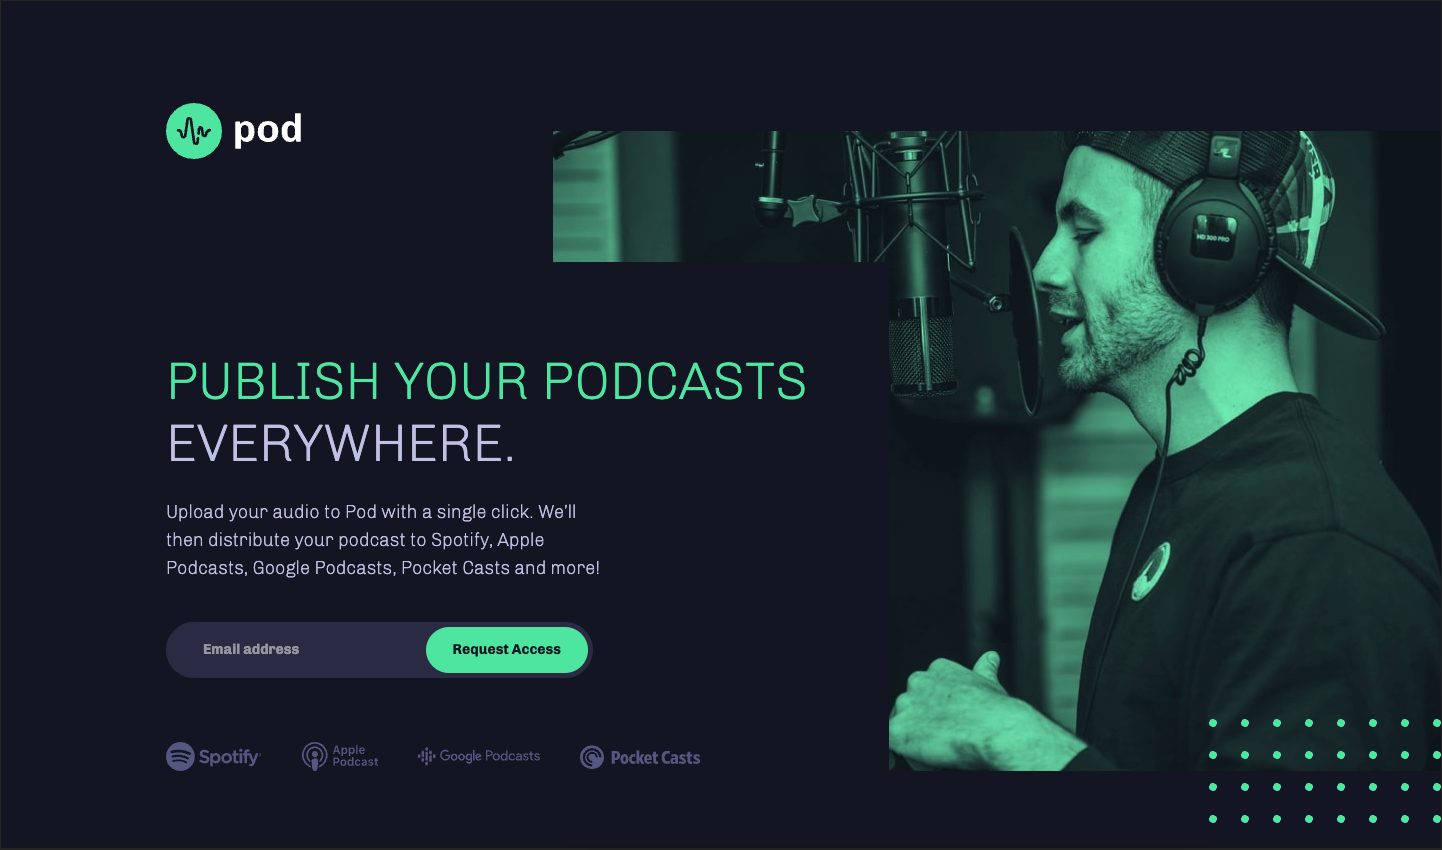 pod
HD 300 PRO
PUBLISH YOUR PODCASTS
EVERYWHERE.
Upload your audio to Pod with a single click. We’ll
then distribute your podcast to Spotify, Apple
Podcasts, Google Podcasts, Pocket Casts and more!
Email address
Request Access
Spotify
Apple
Podcast
Google Podcasts
Pocket Casts